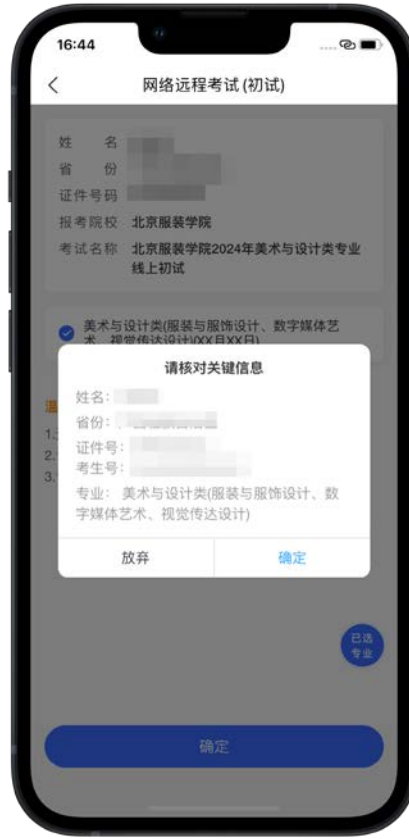 16:44
网络远程考试(初试)
姓 名
省 份
证件号码
报考院校 北京服装学院
考试名称 北京服装学院2024年美术与设计类专业
线上初试
美术与设计类(服装与服饰设计、数字媒体艺
术、视觉传达设计)(XX月XX日)
请核对关键信息
姓名:
省份:
证件号:
考生号:
专业: 美术与设计类(服装与服饰设计、数
字媒体艺术、视觉传达设计)
放弃
确定
1.
2.
3.
已选
专业
确定